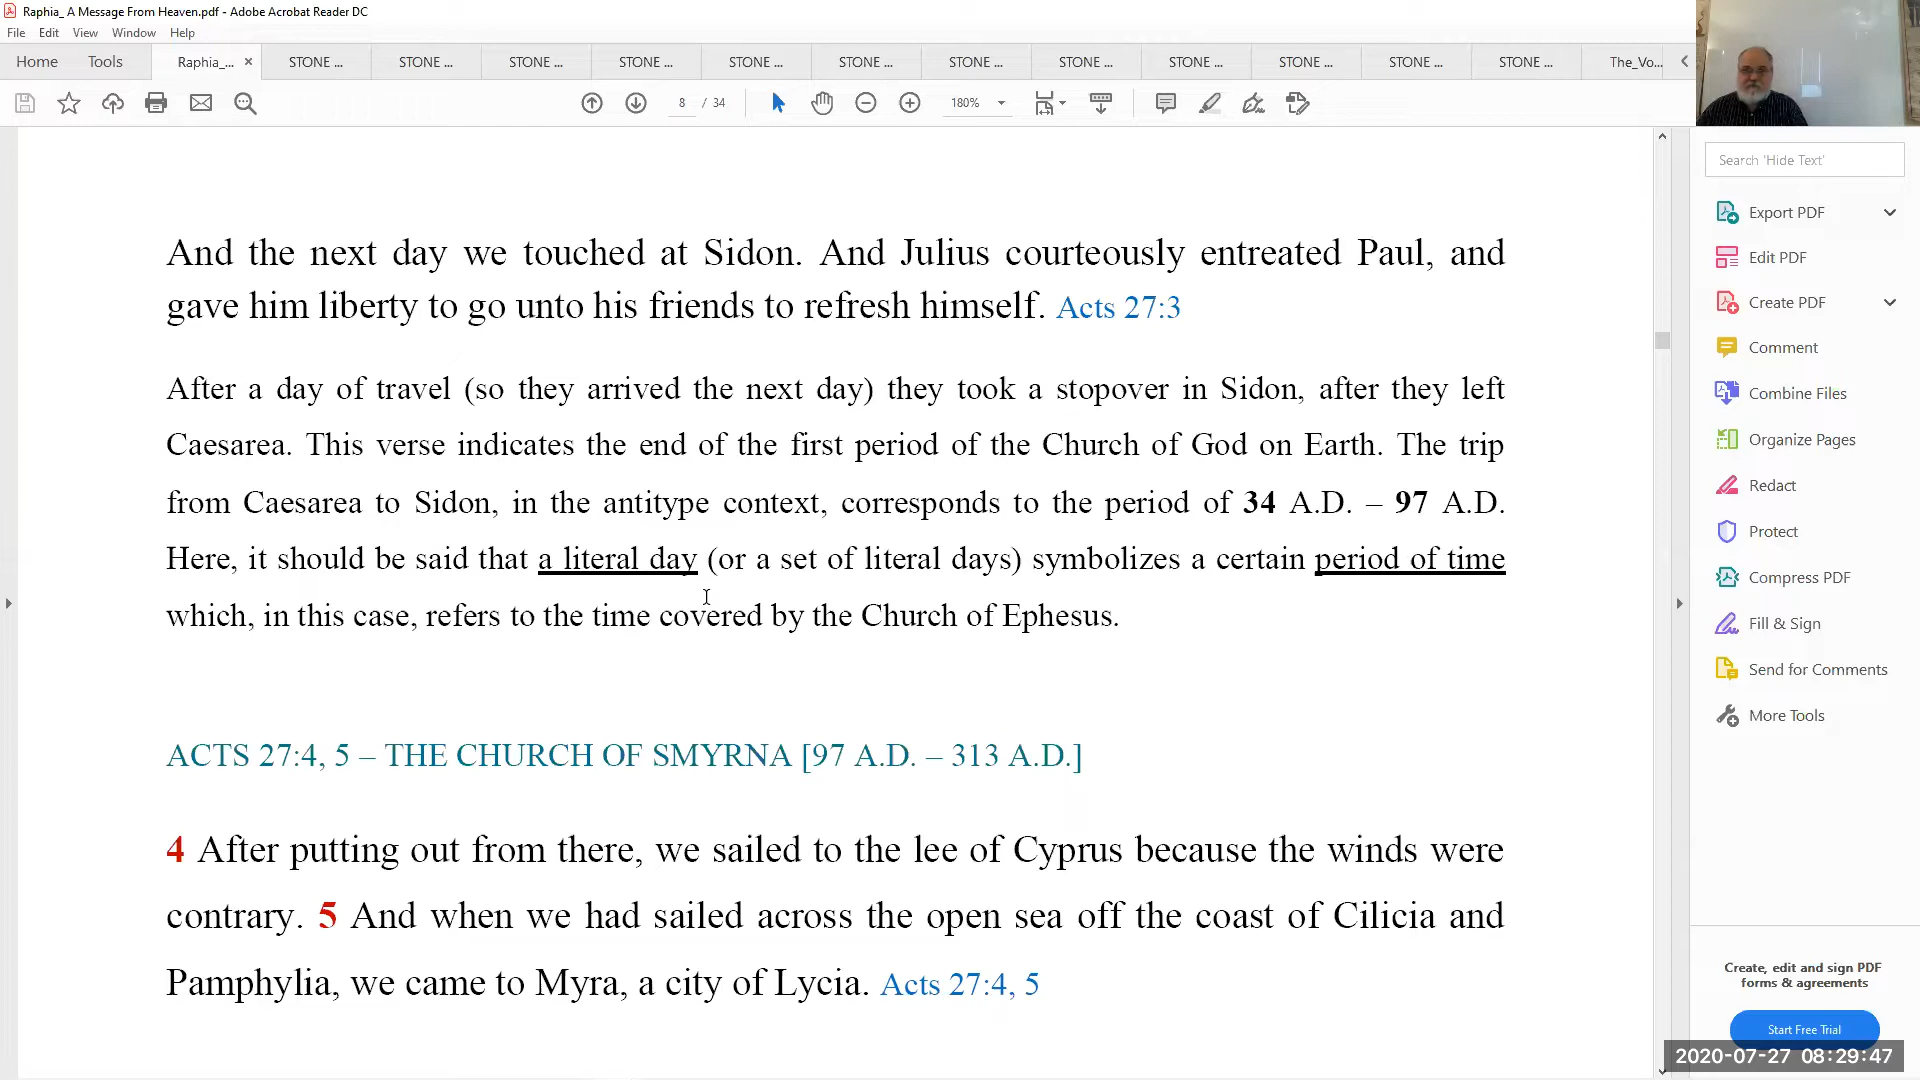 Raphia_ A Message From Heaven.pdf - Adobe Acrobat Reader DC
File Edit View Window Help
Home Tools Raphia_... × STONE ... STONE ... STONE ... STONE ... STONE ... STONE ... STONE ... STONE ... STONE ... STONE ... STONE ... STONE ... The_Vo...
8 / 34 180%
And the next day we touched at Sidon. And Julius courteously entreated Paul, and
gave him liberty to go unto his friends to refresh himself. Acts 27:3
After a day of travel (so they arrived the next day) they took a stopover in Sidon, after they left
Caesarea. This verse indicates the end of the first period of the Church of God on Earth. The trip
from Caesarea to Sidon, in the antitype context, corresponds to the period of 34 A.D. – 97 A.D.
Here, it should be said that a literal day (or a set of literal days) symbolizes a certain period of time
which, in this case, refers to the time covered by the Church of Ephesus.
ACTS 27:4, 5 – THE CHURCH OF SMYRNA [97 A.D. – 313 A.D.]
4 After putting out from there, we sailed to the lee of Cyprus because the winds were
contrary. 5 And when we had sailed across the open sea off the coast of Cilicia and
Pamphylia, we came to Myra, a city of Lycia. Acts 27:4, 5
Search 'Hide Text'
Export PDF
Edit PDF
Create PDF
Comment
Combine Files
Organize Pages
Redact
Protect
Compress PDF
Fill & Sign
Send for Comments
More Tools
Create, edit and sign PDF
forms & agreements
Start Free Trial
2020-07-27 08:29:47